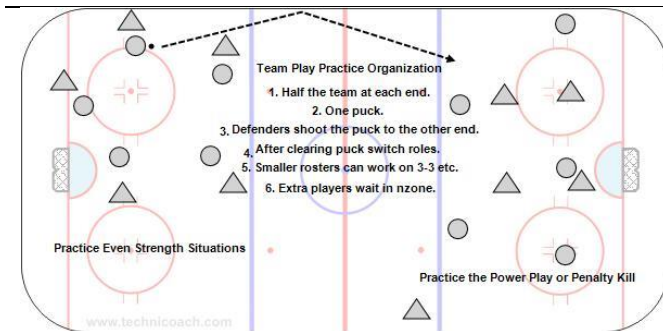 Team Play Practice Organization
1. Half the team at each end.
2. One puck.
3. Defenders shoot the puck to the other end.
4. After clearing puck switch roles.
5. Smaller rosters can work on 3-3 etc.
6. Extra players wait in nzone.
Practice Even Strength Situations
Practice the Power Play or Penalty Kill
www.technicoach.com